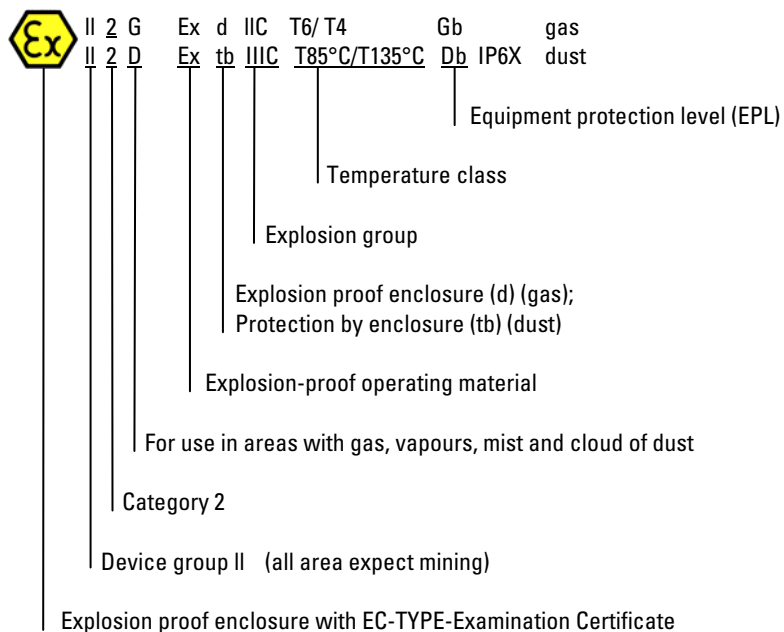 Ex II 2 G Ex d IIC T6/ T4 Gb gas
II 2 D Ex tb IIIC T85°C/T135°C Db IP6X dust
Equipment protection level (EPL)
Temperature class
Explosion group
Explosion proof enclosure (d) (gas);
Protection by enclosure (tb) (dust)
Explosion-proof operating material
For use in areas with gas, vapours, mist and cloud of dust
Category 2
Device group II (all area expect mining)
Explosion proof enclosure with EC-TYPE-Examination Certificate